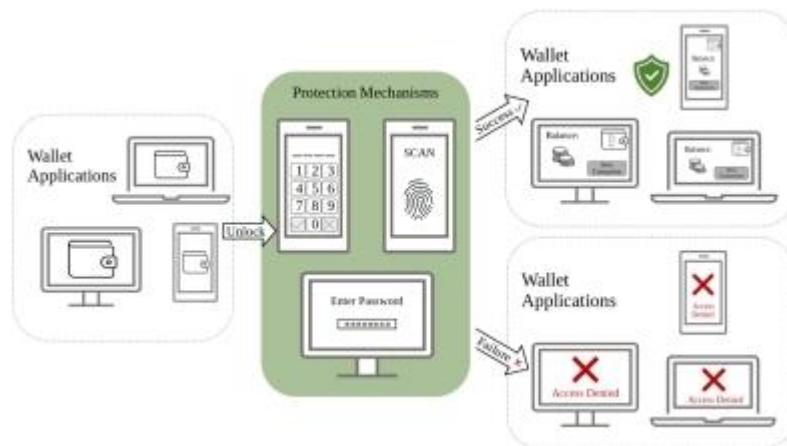 Wallet
Applications
Unlock
Protection Mechanisms
1 2 3
4 5 6
7 8 9
0
SCAN
Enter Password
Success ✓
Failure ✗
Wallet
Applications
Balance
Balance
Balance
Wallet
Applications
Access
Denied
Access Denied
Access Denied